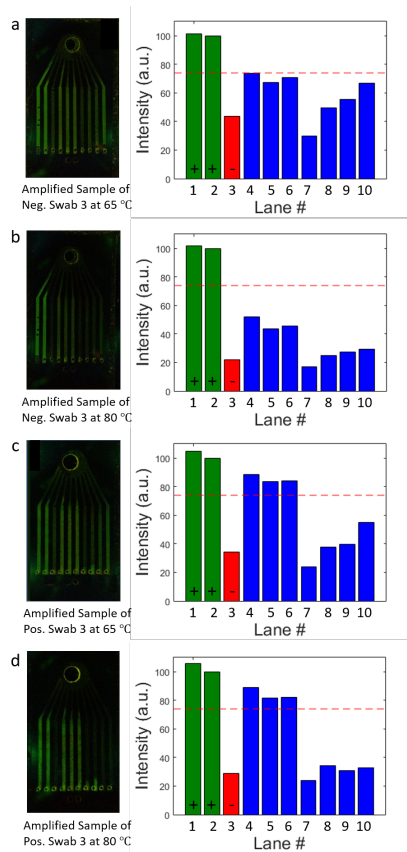 a
Intensity (a.u.)
100
80
60
40
20
0
+ + -
1 2 3 4 5 6 7 8 9 10
Lane #
Amplified Sample of
Neg. Swab 3 at 65 °C
b
Intensity (a.u.)
100
80
60
40
20
0
+ + -
1 2 3 4 5 6 7 8 9 10
Lane #
Amplified Sample of
Neg. Swab 3 at 80 °C
c
Intensity (a.u.)
100
80
60
40
20
0
+ + -
1 2 3 4 5 6 7 8 9 10
Lane #
Amplified Sample of
Pos. Swab 3 at 65 °C
d
Intensity (a.u.)
100
80
60
40
20
0
+ + -
1 2 3 4 5 6 7 8 9 10
Lane #
Amplified Sample of
Pos. Swab 3 at 80 °C